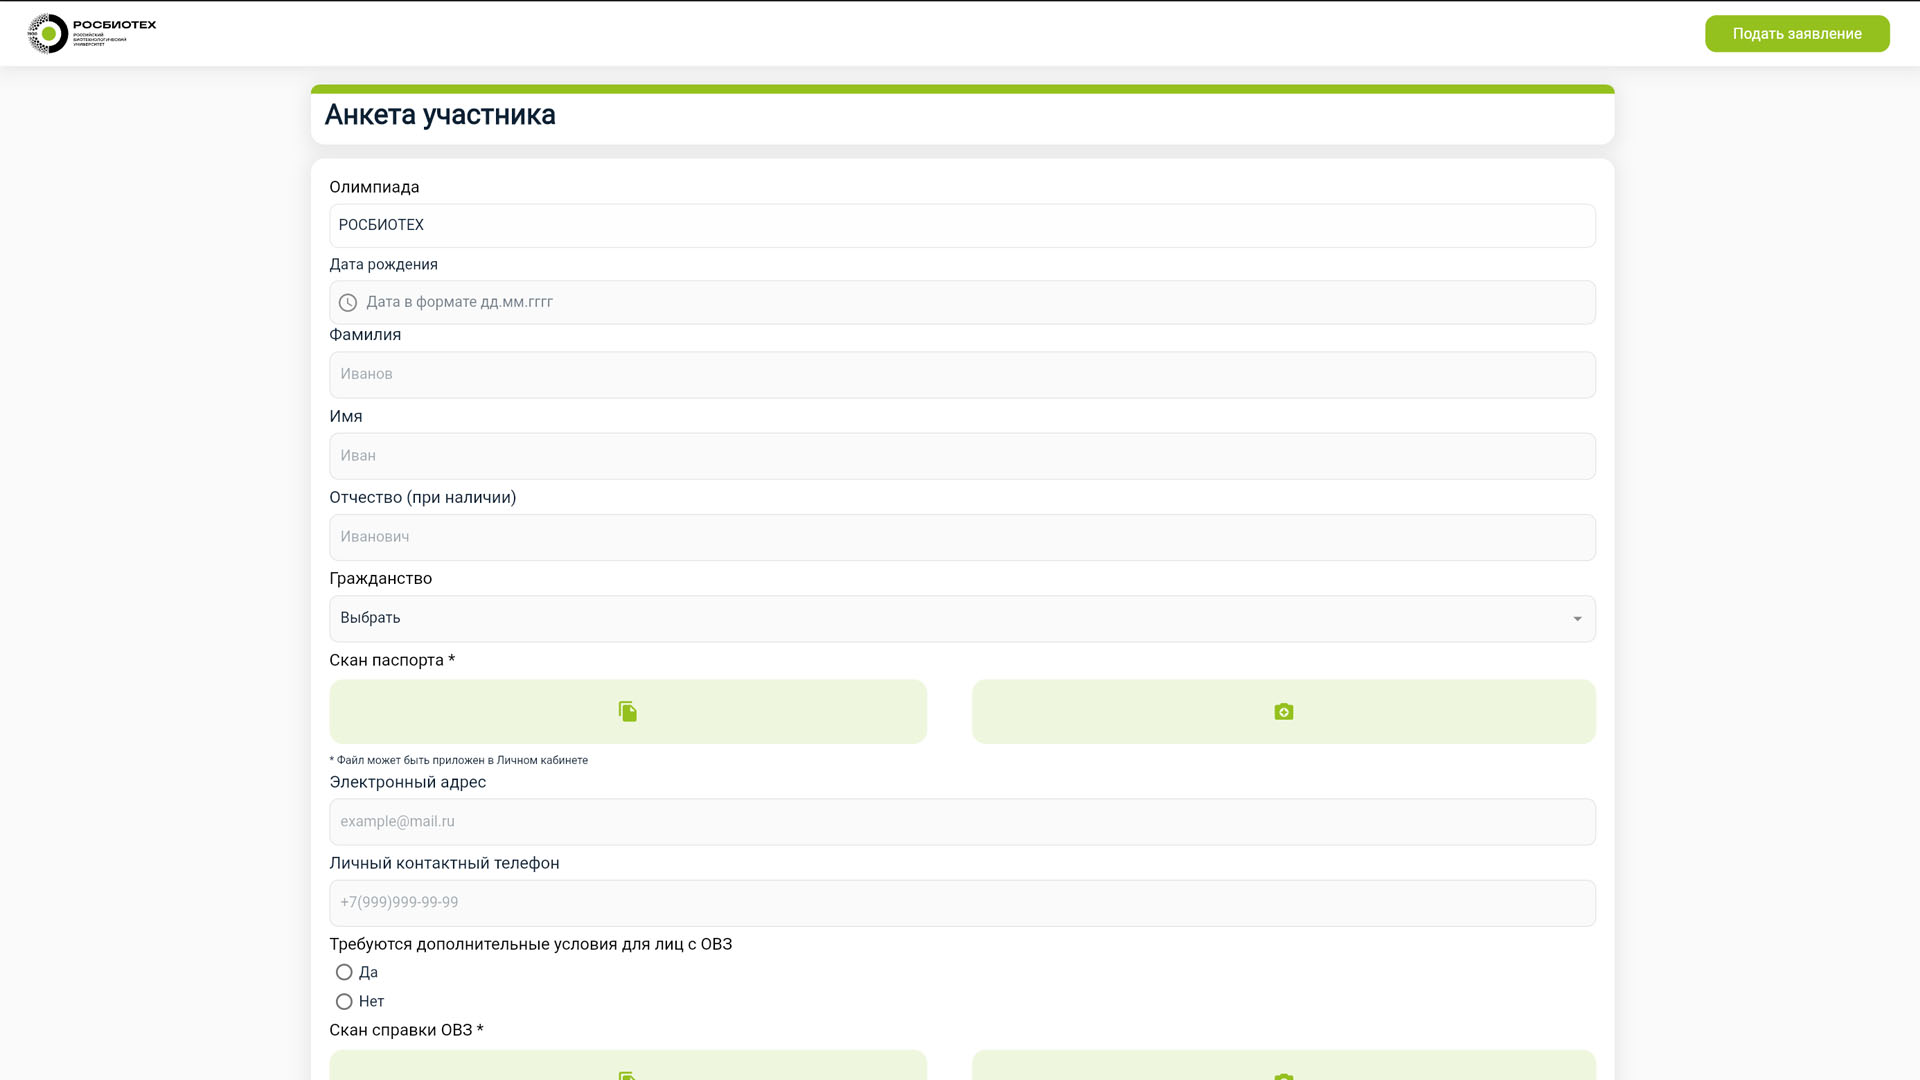 1930
РОСБИОТЕХ
РОССИЙСКИЙ
БИОТЕХНОЛОГИЧЕСКИЙ
УНИВЕРСИТЕТ
Подать заявление
Анкета участника
Олимпиада
РОСБИОТЕХ
Дата рождения
Дата в формате дд.мм.гггг
Фамилия
Иванов
Имя
Иван
Отчество (при наличии)
Иванович
Гражданство
Выбрать
Скан паспорта *
* Файл может быть приложен в Личном кабинете
Электронный адрес
example@mail.ru
Личный контактный телефон
+7(999)999-99-99
Требуются дополнительные условия для лиц с ОВЗ
Да
Нет
Скан справки ОВЗ *